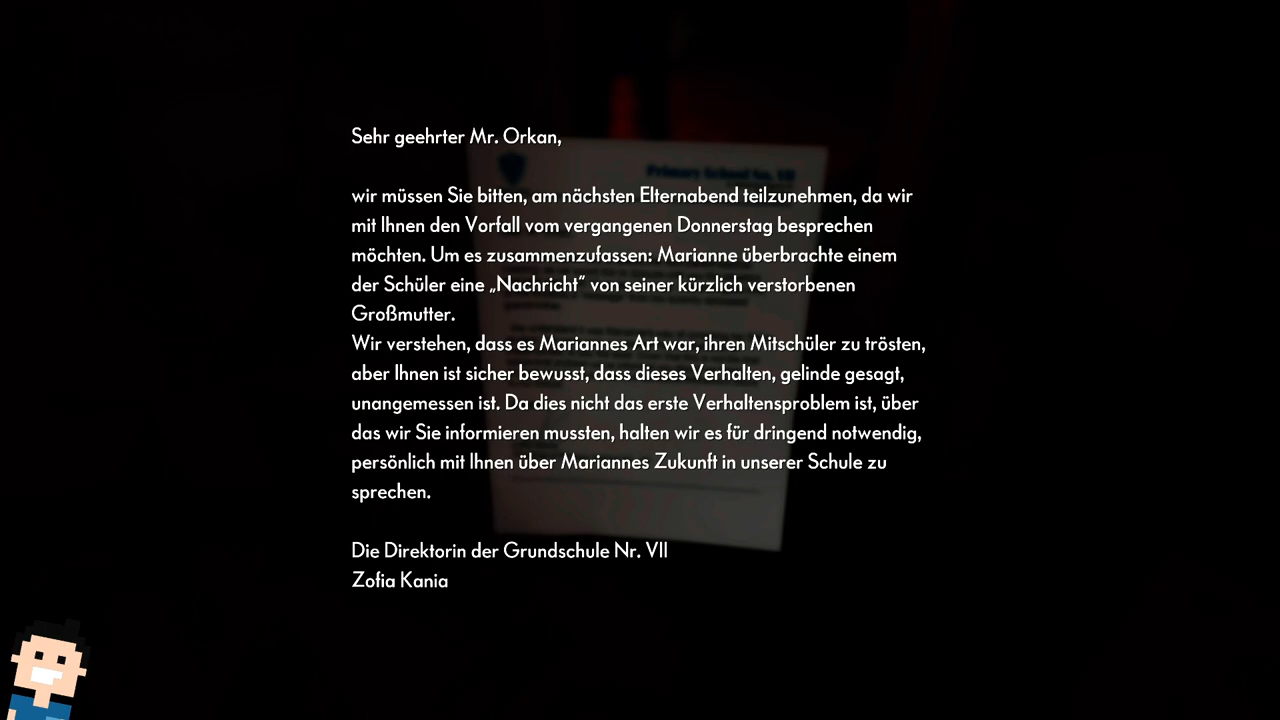 Sehr geehrter Mr. Orkan,
Primary School No. VII
wir müssen Sie bitten, am nächsten Elternabend teilzunehmen, da wir
mit Ihnen den Vorfall vom vergangenen Donnerstag besprechen
möchten. Um es zusammenzufassen: Marianne überbrachte einem
der Schüler eine „Nachricht“ von seiner kürzlich verstorbenen
Großmutter.
Wir verstehen, dass es Mariannes Art war, ihren Mitschüler zu trösten,
aber Ihnen ist sicher bewusst, dass dieses Verhalten, gelinde gesagt,
unangemessen ist. Da dies nicht das erste Verhaltensproblem ist, über
das wir Sie informieren mussten, halten wir es für dringend notwendig,
persönlich mit Ihnen über Mariannes Zukunft in unserer Schule zu
sprechen.
Die Direktorin der Grundschule Nr. VII
Zofia Kania